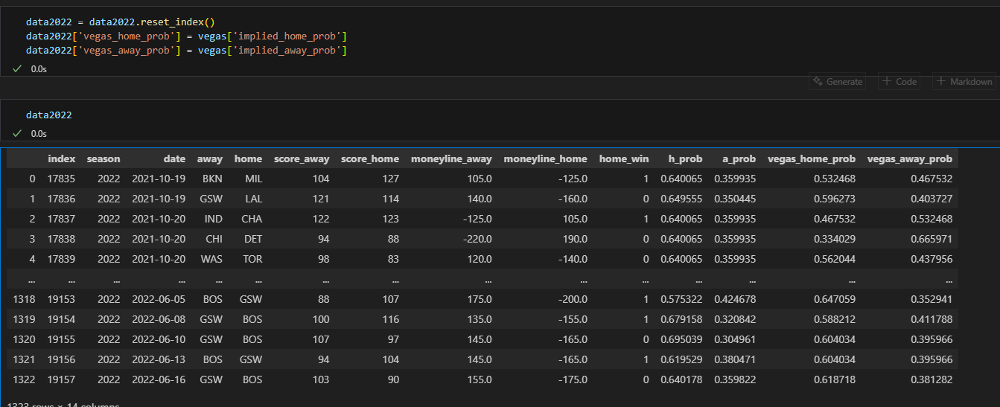 data2022 = data2022.reset_index()
data2022['vegas_home_prob'] = vegas['implied_home_prob']
data2022['vegas_away_prob'] = vegas['implied_away_prob']
0.0s
Generate Code Markdown
data2022
0.0s
index season date away home score_away score_home moneyline_away moneyline_home home_win h_prob a_prob vegas_home_prob vegas_away_prob
0 17835 2022 2021-10-19 BKN MIL 104 127 105.0 -125.0 1 0.640065 0.359935 0.532468 0.467532
1 17836 2022 2021-10-19 GSW LAL 121 114 140.0 -160.0 0 0.649555 0.350445 0.596273 0.403727
2 17837 2022 2021-10-20 IND CHA 122 123 -125.0 105.0 1 0.640065 0.359935 0.467532 0.532468
3 17838 2022 2021-10-20 CHI DET 94 88 -220.0 190.0 0 0.640065 0.359935 0.334029 0.665971
4 17839 2022 2021-10-20 WAS TOR 98 83 120.0 -140.0 0 0.640065 0.359935 0.562044 0.437956
... ... ... ... ... ... ... ... ... ... ... ... ... ... ...
1318 19153 2022 2022-06-05 BOS GSW 88 107 175.0 -200.0 1 0.575322 0.424678 0.647059 0.352941
1319 19154 2022 2022-06-08 GSW BOS 100 116 135.0 -155.0 1 0.679158 0.320842 0.588212 0.411788
1320 19155 2022 2022-06-10 GSW BOS 107 97 145.0 -165.0 0 0.695039 0.304961 0.604034 0.395966
1321 19156 2022 2022-06-13 BOS GSW 94 104 145.0 -165.0 1 0.619529 0.380471 0.604034 0.395966
1322 19157 2022 2022-06-16 GSW BOS 103 90 155.0 -175.0 0 0.640178 0.359822 0.618718 0.381282
1323 rows × 14 columns